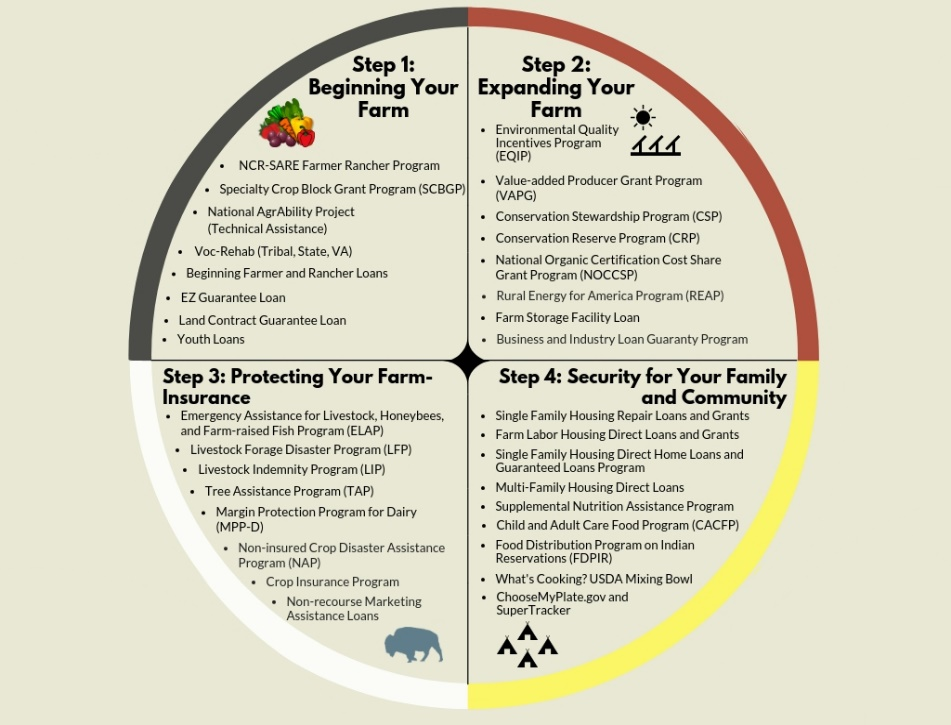 Step 1:
Beginning Your
Farm
• NCR-SARE Farmer Rancher Program
• Specialty Crop Block Grant Program (SCBGP)
• National AgrAbility Project
(Technical Assistance)
• Voc-Rehab (Tribal, State, VA)
• Beginning Farmer and Rancher Loans
• EZ Guarantee Loan
• Land Contract Guarantee Loan
• Youth Loans
Step 2:
Expanding Your
Farm
• Environmental Quality
Incentives Program
(EQIP)
• Value-added Producer Grant Program
(VAPG)
• Conservation Stewardship Program (CSP)
• Conservation Reserve Program (CRP)
• National Organic Certification Cost Share
Grant Program (NOCCSP)
• Rural Energy for America Program (REAP)
• Farm Storage Facility Loan
• Business and Industry Loan Guaranty Program
Step 3: Protecting Your Farm-
Insurance
• Emergency Assistance for Livestock, Honeybees,
and Farm-raised Fish Program (ELAP)
• Livestock Forage Disaster Program (LFP)
• Livestock Indemnity Program (LIP)
• Tree Assistance Program (TAP)
• Margin Protection Program for Dairy
(MPP-D)
• Non-insured Crop Disaster Assistance
Program (NAP)
• Crop Insurance Program
• Non-recourse Marketing
Assistance Loans
Step 4: Security for Your Family
and Community
• Single Family Housing Repair Loans and Grants
• Farm Labor Housing Direct Loans and Grants
• Single Family Housing Direct Home Loans and
Guaranteed Loans Program
• Multi-Family Housing Direct Loans
• Supplemental Nutrition Assistance Program
• Child and Adult Care Food Program (CACFP)
• Food Distribution Program on Indian
Reservations (FDPIR)
• What's Cooking? USDA Mixing Bowl
• ChooseMyPlate.gov and
SuperTracker